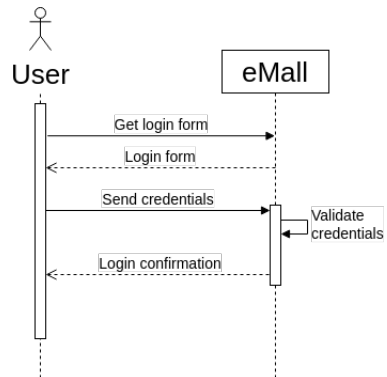 User
eMall
Get login form
Login form
Send credentials
Validate
credentials
Login confirmation